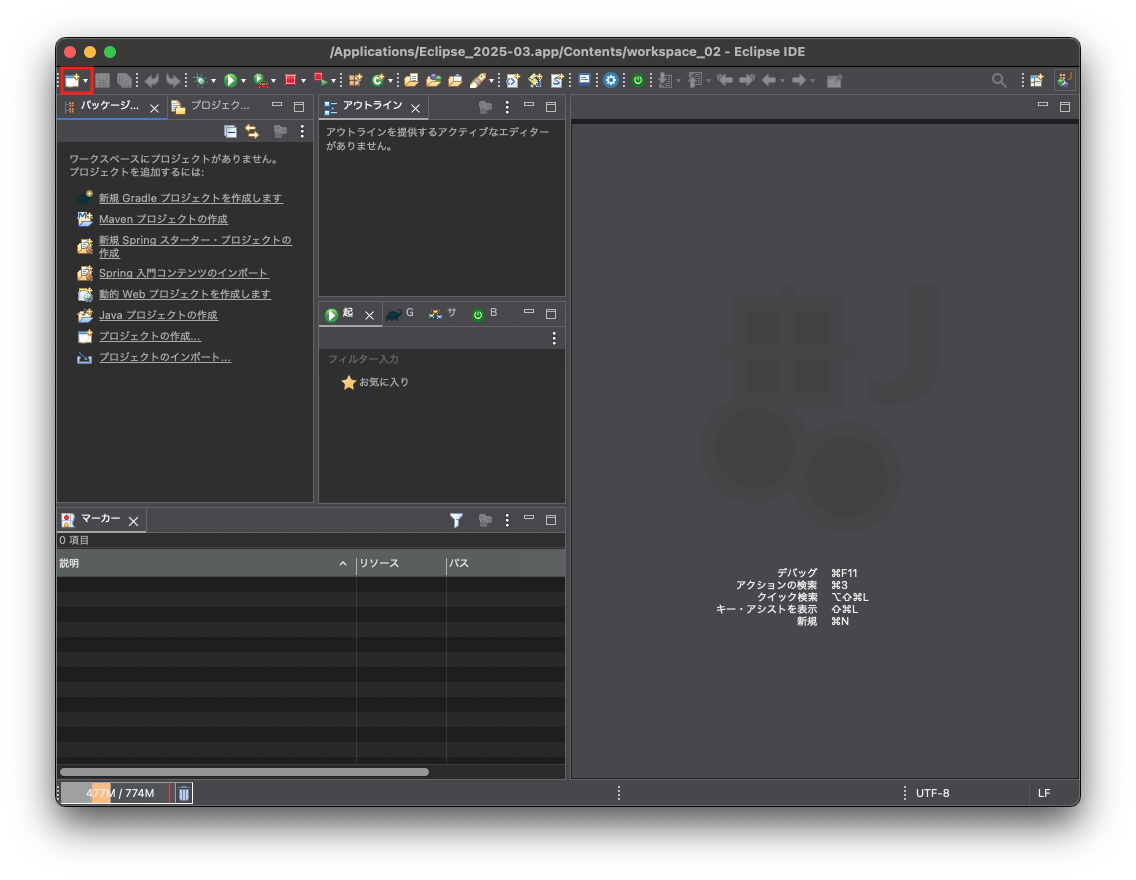 /Applications/Eclipse_2025-03.app/Contents/workspace_02 - Eclipse IDE
パッケージ...
プロジェク...
ワークスペースにプロジェクトがありません。
プロジェクトを追加するには:
新規 Gradle プロジェクトを作成します
Maven プロジェクトの作成
新規 Spring スターター・プロジェクトの
作成
Spring 入門コンテンツのインポート
動的 Web プロジェクトを作成します
Java プロジェクトの作成
プロジェクトの作成...
プロジェクトのインポート...
アウトライン
アウトラインを提供するアクティブなエディター
がありません。
起
G
サ
B
フィルター入力
お気に入り
マーカー
0 項目
説明
リソース
パス
デバッグ ⌘F11
アクションの検索 ⌘3
クイック検索 ⌥⇧⌘L
キー・アシストを表示 ⇧⌘L
新規 ⌘N
477M / 774M
UTF-8
LF